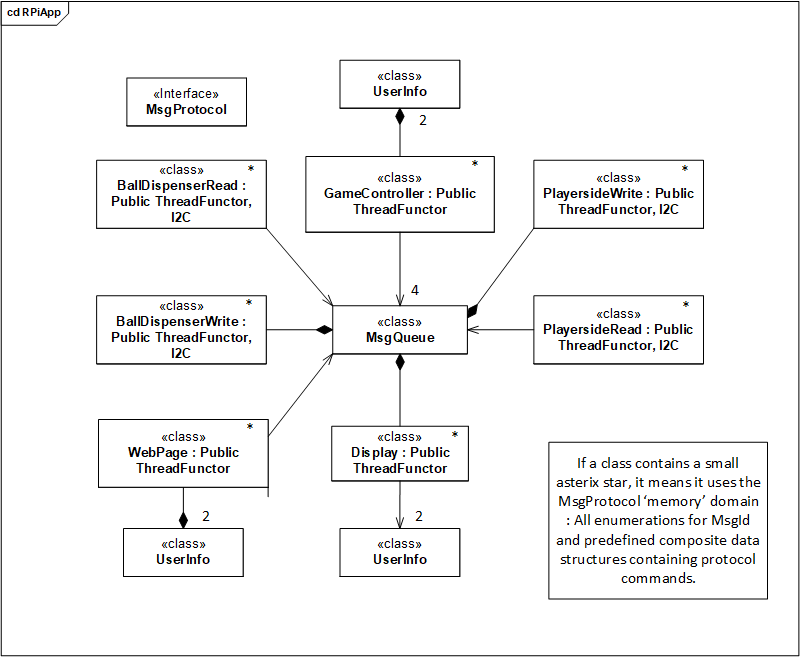 cd RPiApp
«class»
UserInfo
«Interface»
MsgProtocol
2
«class» *
BallDispenserRead :
Public ThreadFunctor,
I2C
«class» *
GameController : Public
ThreadFunctor
«class» *
PlaysersideWrite : Public
ThreadFunctor, I2C
4
«class» *
BallDispenserWrite :
Public ThreadFunctor,
I2C
«class»
MsgQueue
«class» *
PlaysersideRead : Public
ThreadFunctor, I2C
«class» *
WebPage : Public
ThreadFunctor
«class» *
Display : Public
ThreadFunctor
If a class contains a small
asterix star, it means it uses the
MsgProtocol ‘memory’ domain
: All enumerations for MsgId
and predefined composite data
structures containing protocol
commands.
2
2
«class»
UserInfo
«class»
UserInfo